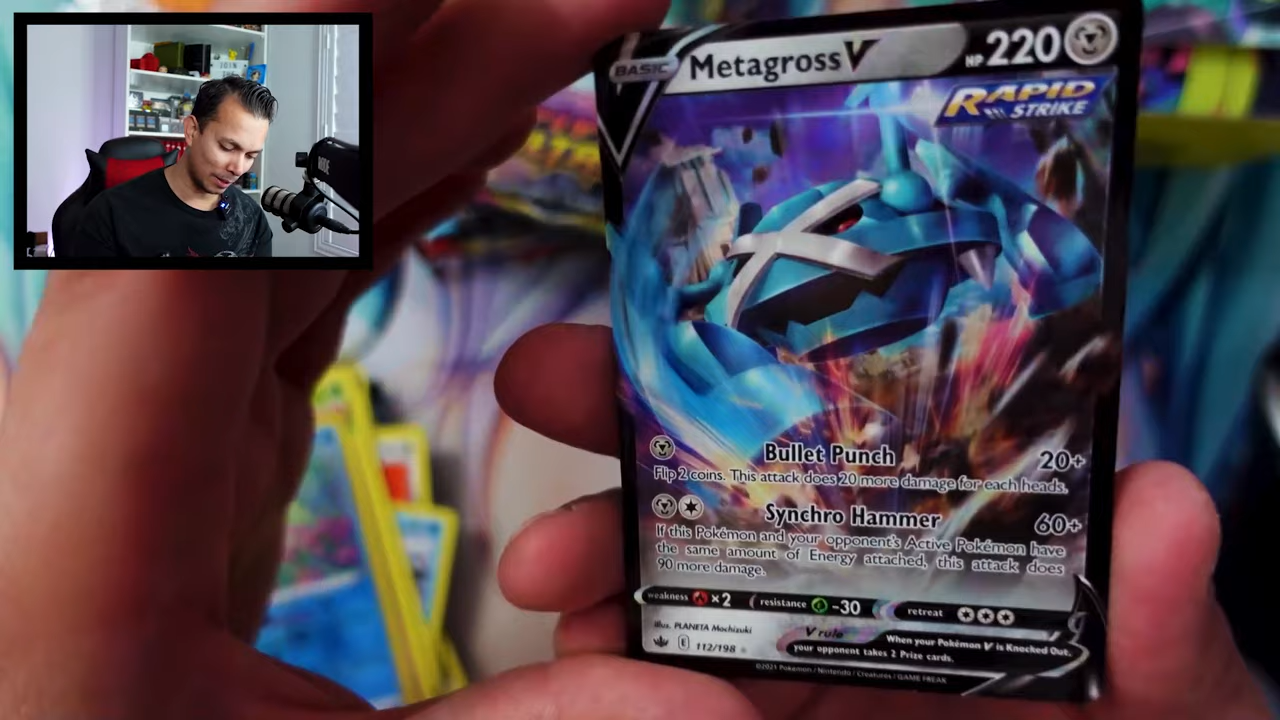 JOIN
RODE
BASIC Metagross V HP 220
RAPID
STRIKE
Bullet Punch 20+
Flip 2 coins. This attack does 20 more damage for each heads.
Synchro Hammer 60+
If this Pokémon and your opponent's Active Pokémon have
the same amount of Energy attached, this attack does
90 more damage.
weakness ×2 resistance -30 retreat
Illus. PLANETA Mochizuki
V rule When your Pokémon V is Knocked Out,
your opponent takes 2 Prize cards.
E 112/198
©2021 Pokémon / Nintendo / Creatures / GAME FREAK